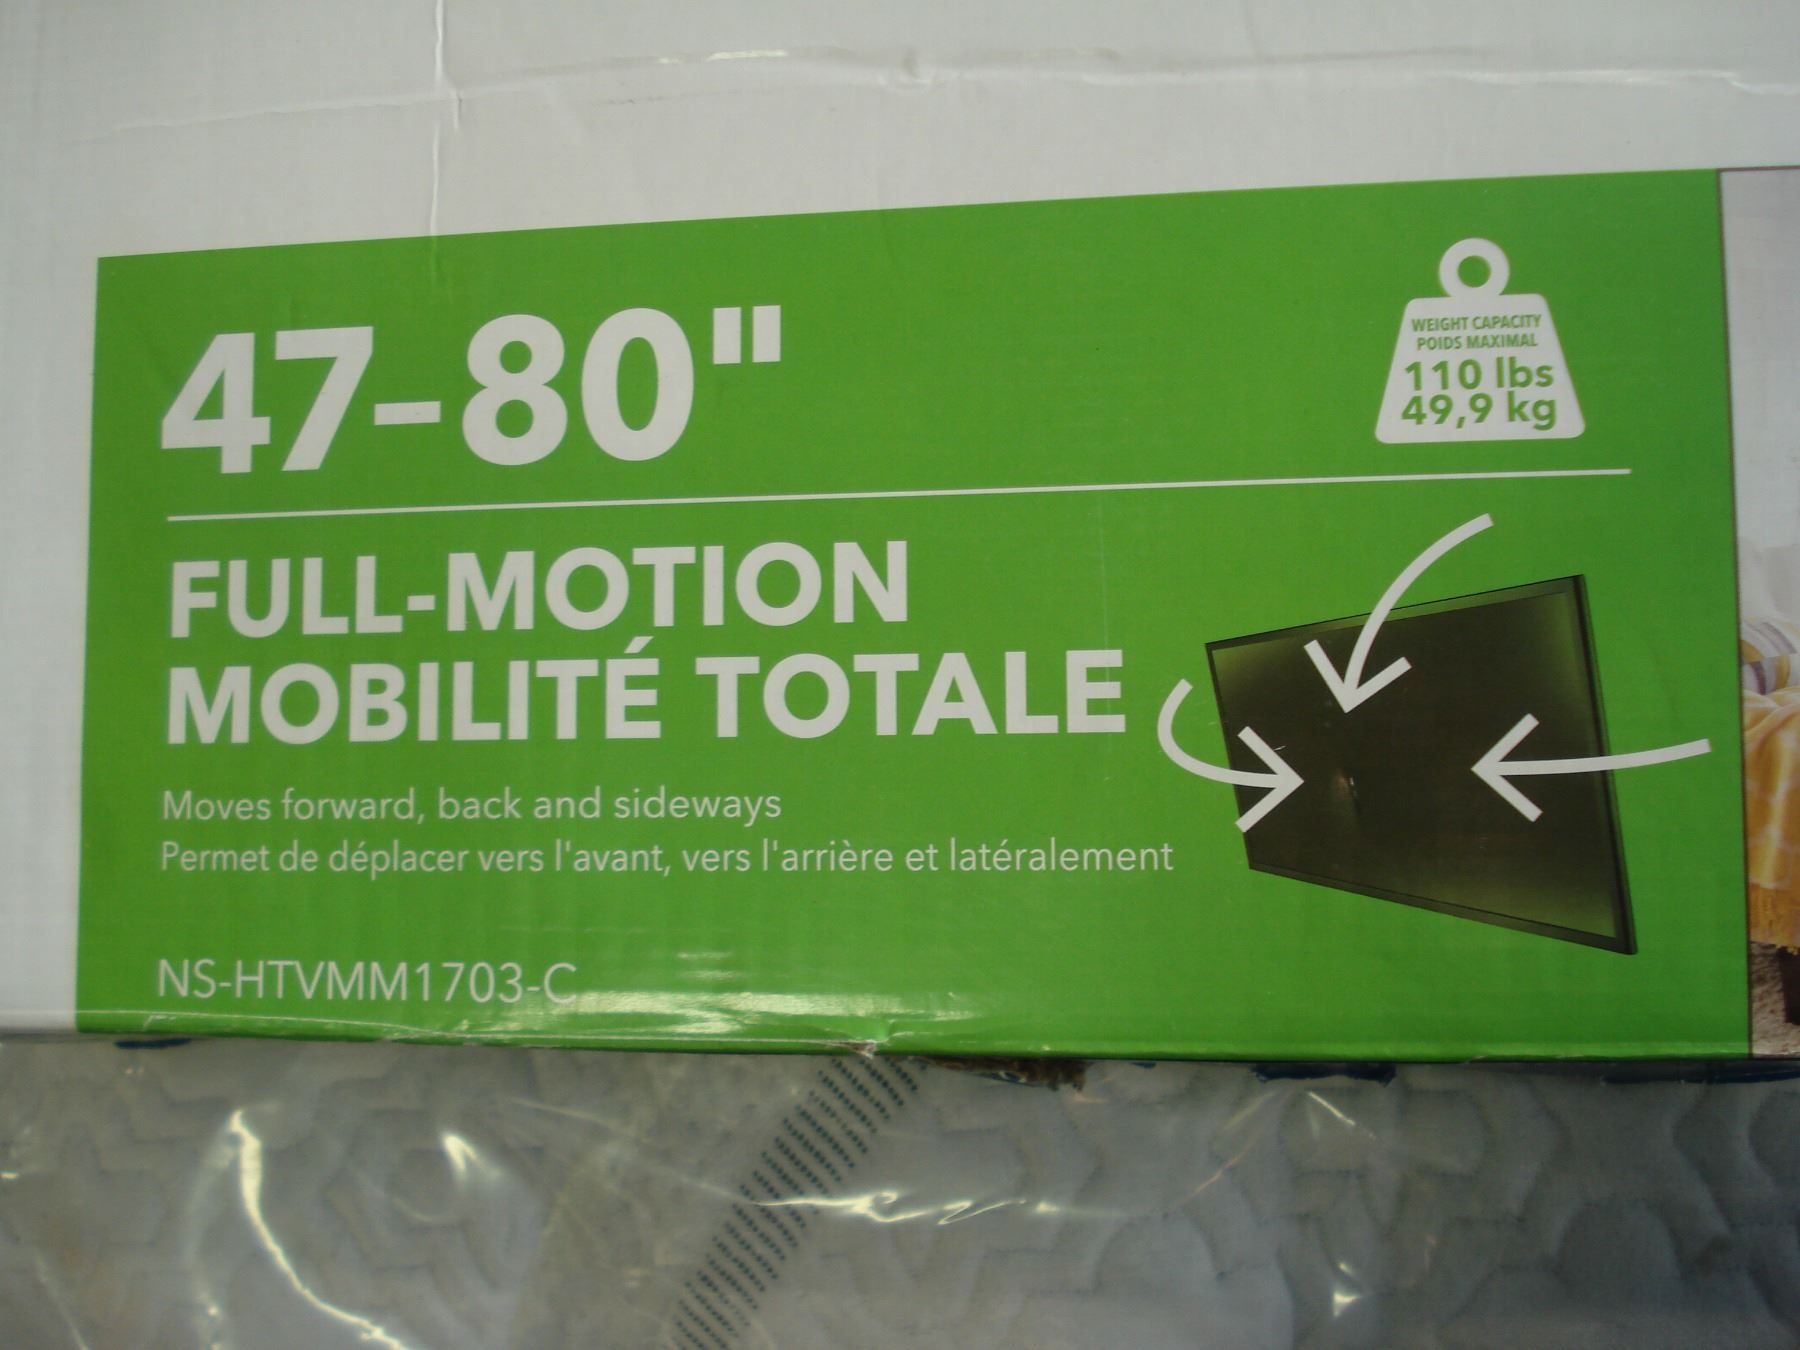 47-80"
WEIGHT CAPACITY
POIDS MAXIMAL
110 lbs
49,9 kg
FULL-MOTION
MOBILITÉ TOTALE
Moves forward, back and sideways
Permet de déplacer vers l'avant, vers l'arrière et latéralement
NS-HTVMM1703-C